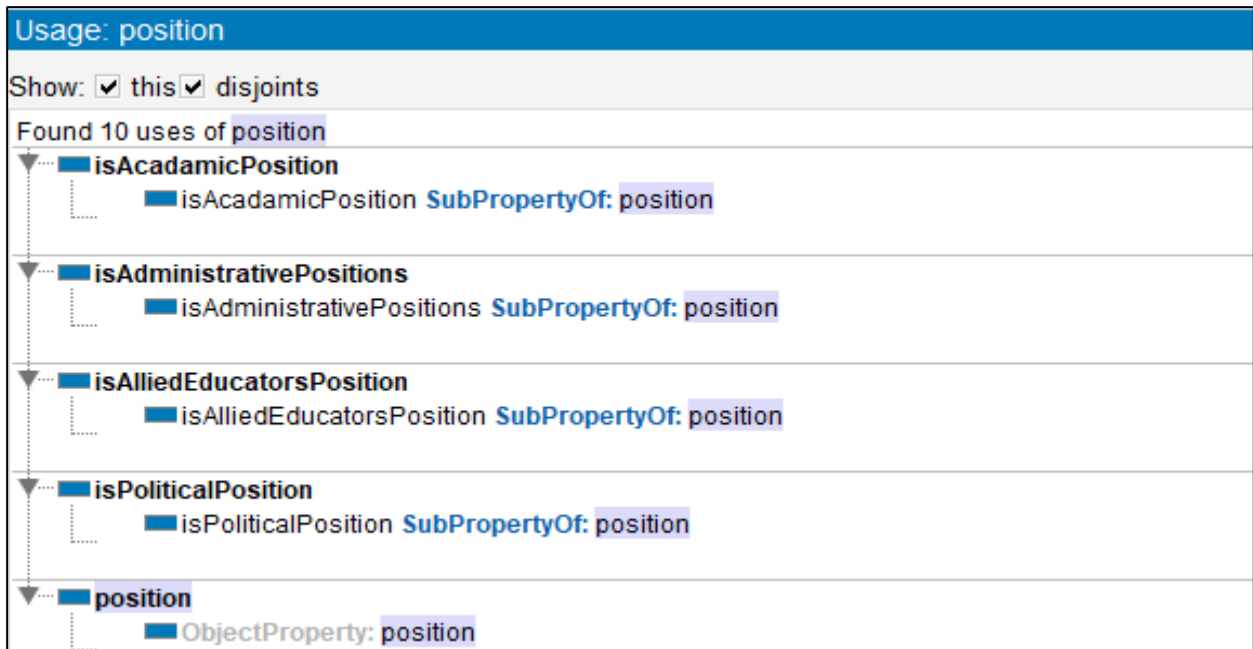 Usage: position
Show: this disjoints
Found 10 uses of position
isAcadamicPosition
isAcadamicPosition SubPropertyOf: position
isAdministrativePositions
isAdministrativePositions SubPropertyOf: position
isAlliedEducatorsPosition
isAlliedEducatorsPosition SubPropertyOf: position
isPoliticalPosition
isPoliticalPosition SubPropertyOf: position
position
ObjectProperty: position